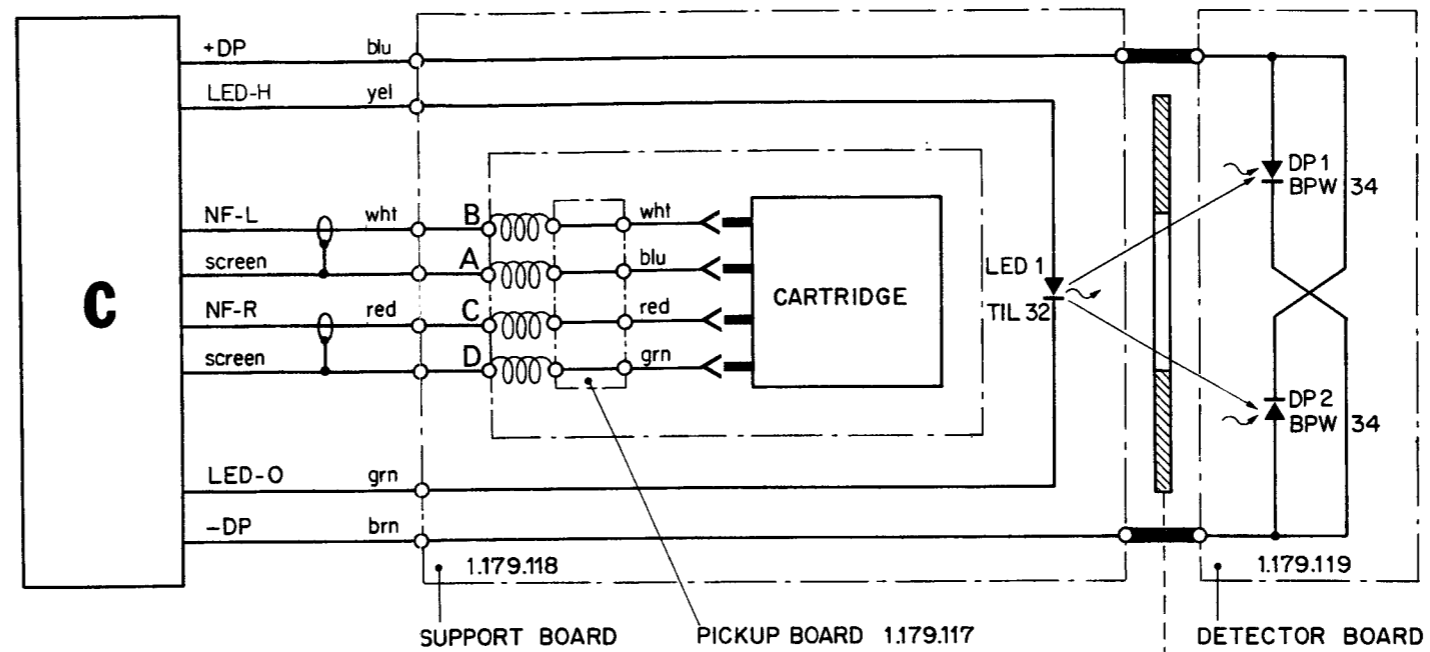 C
+DP blu
LED-H yel
NF-L wht B wht
screen A blu
NF-R red C red
screen D grn
CARTRIDGE
LED 1
TIL 32
DP 1
BPW 34
DP 2
BPW 34
LED-O grn
-DP brn
1.179.118
1.179.119
SUPPORT BOARD
PICKUP BOARD 1.179.117
DETECTOR BOARD